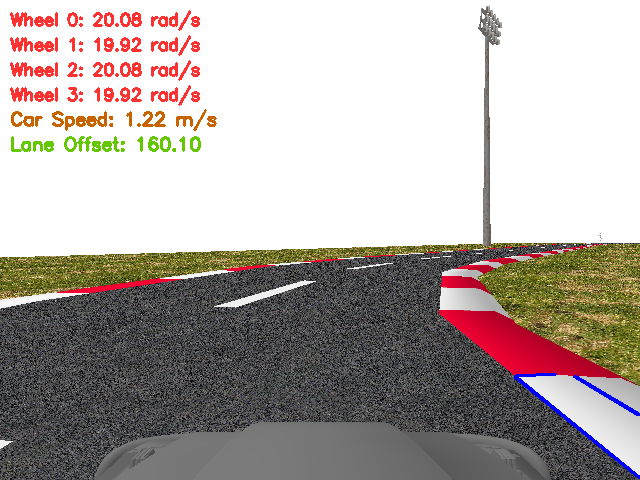 Wheel 0: 20.08 rad/s
Wheel 1: 19.92 rad/s
Wheel 2: 20.08 rad/s
Wheel 3: 19.92 rad/s
Car Speed: 1.22 m/s
Lane Offset: 160.10